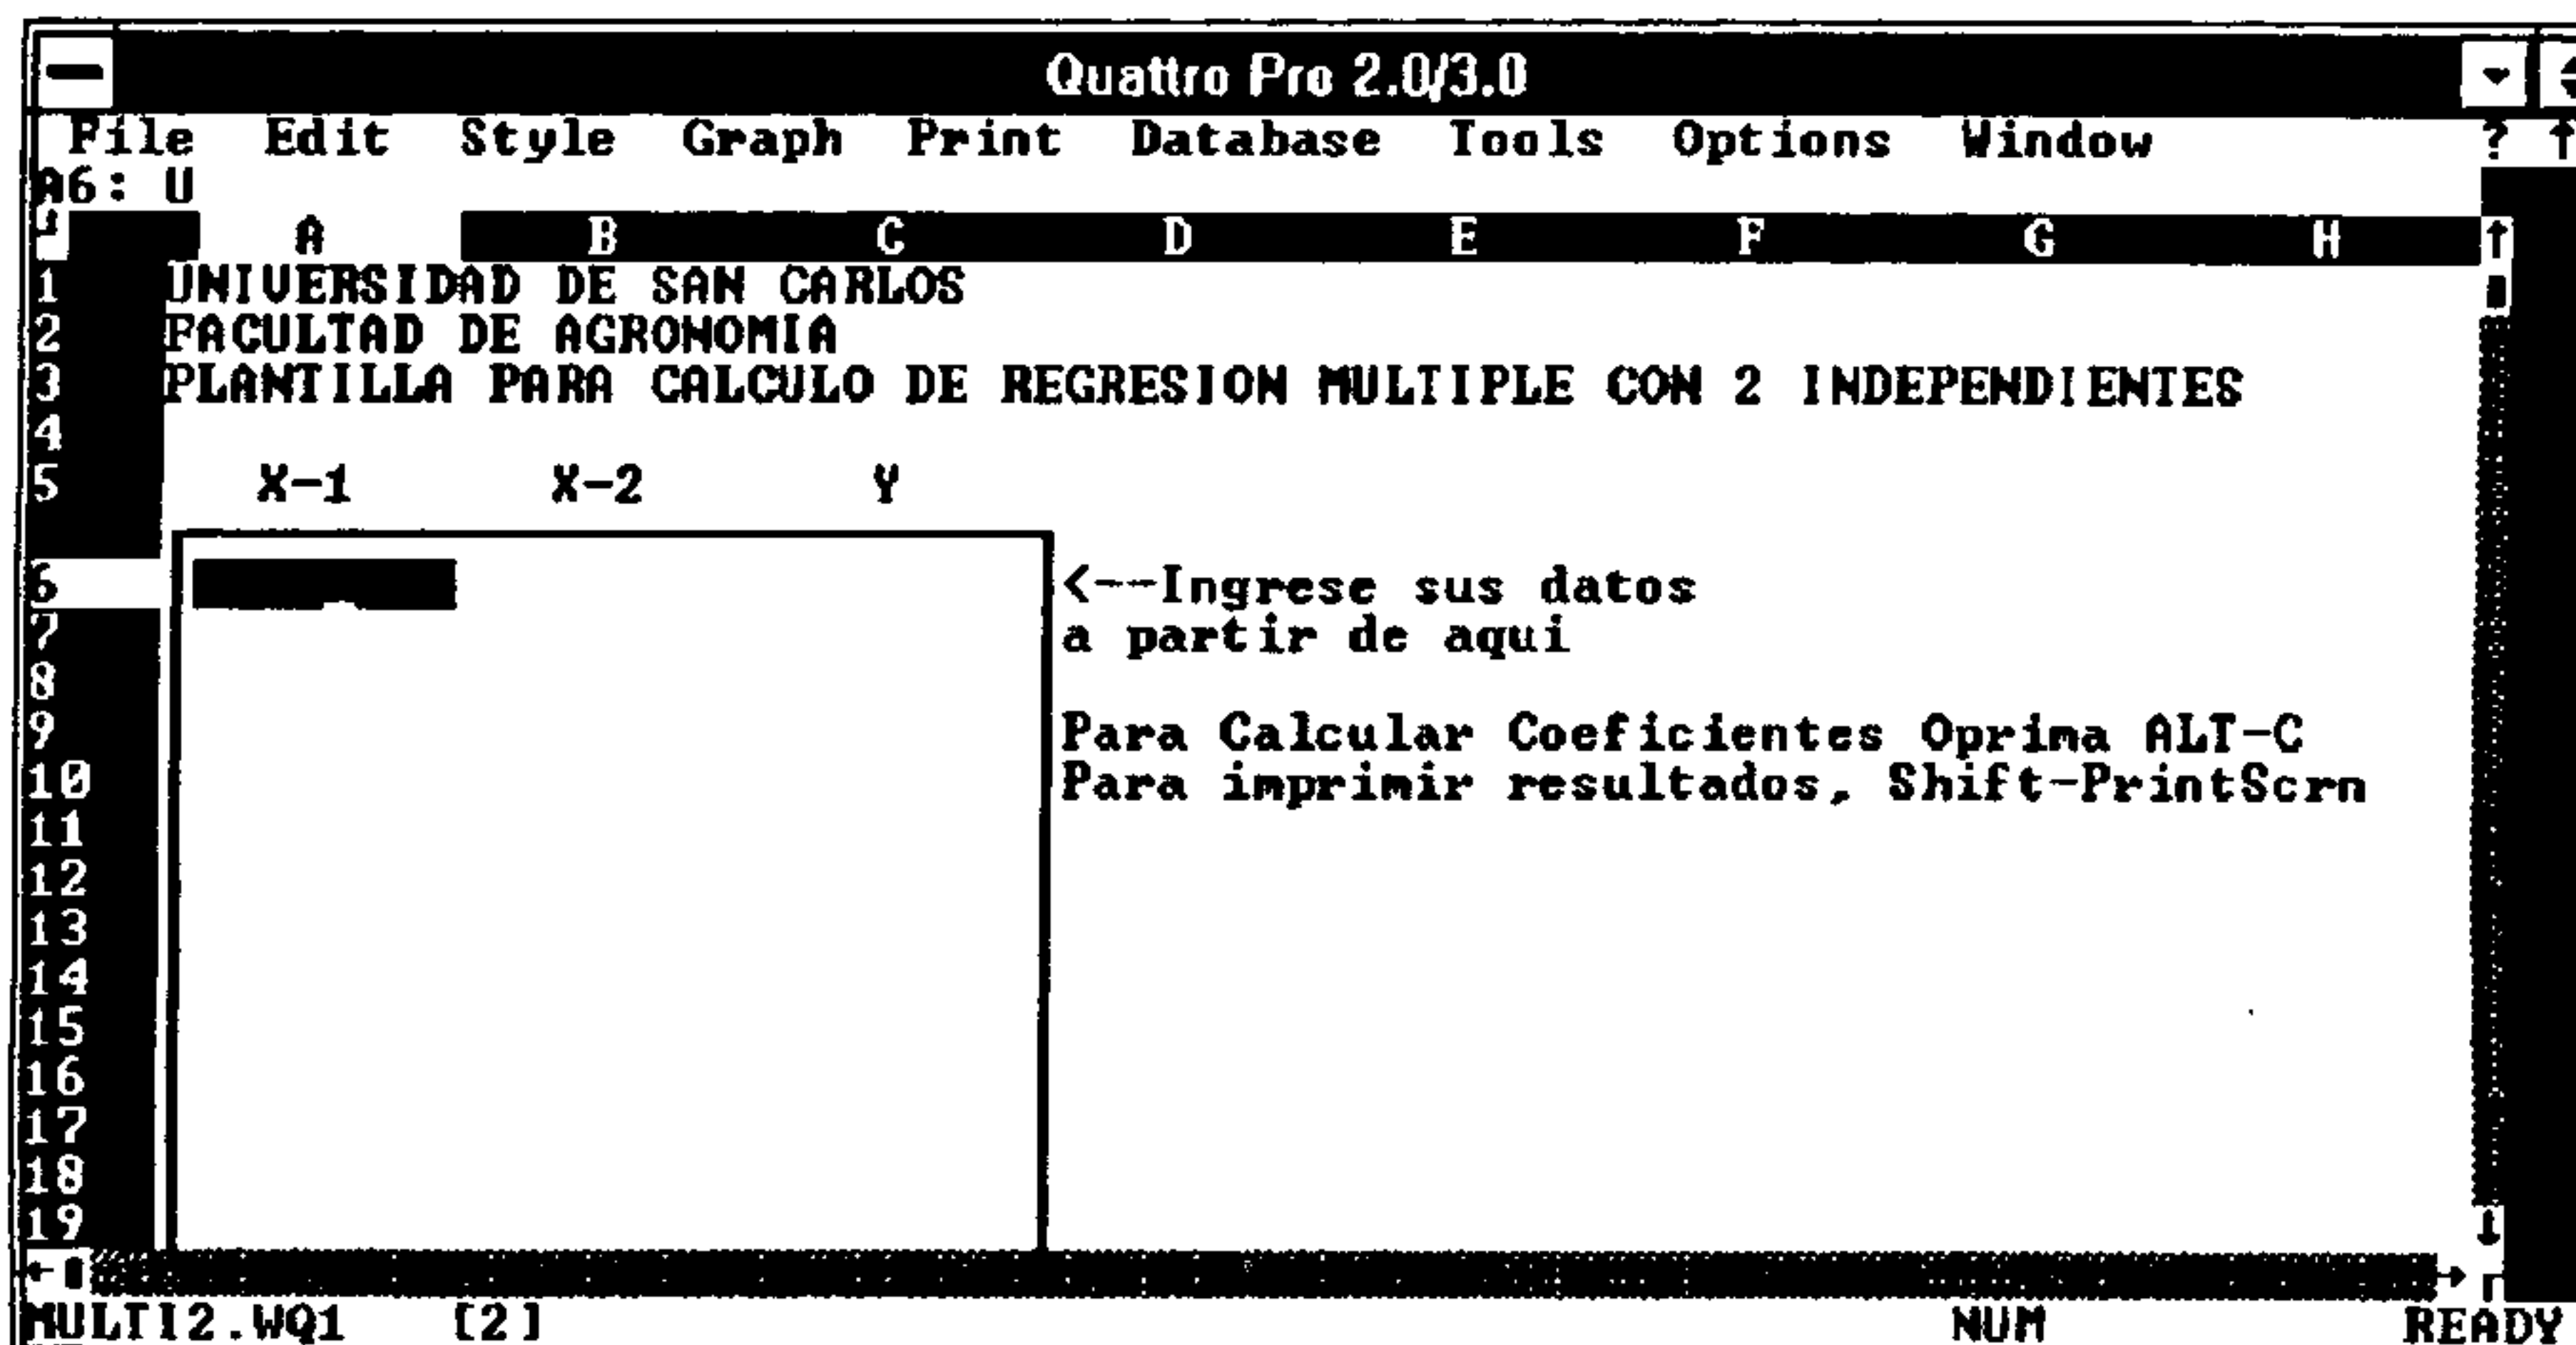 Quattro Pro 2.0/3.0
File Edit Style Graph Print Database Tools Options Window ? ↑
A6: U
A B C D E F G H
1 UNIVERSIDAD DE SAN CARLOS
2 FACULTAD DE AGRONOMIA
3 PLANTILLA PARA CALCULO DE REGRESION MULTIPLE CON 2 INDEPENDIENTES
4
5 X-1 X-2 Y
6 <--Ingrese sus datos
7 a partir de aqui
8
9 Para Calcular Coeficientes Oprima ALT-C
10 Para imprimir resultados, Shift-PrintScrn
11
12
13
14
15
16
17
18
19
MULTI2.WQ1 [2] NUM READY